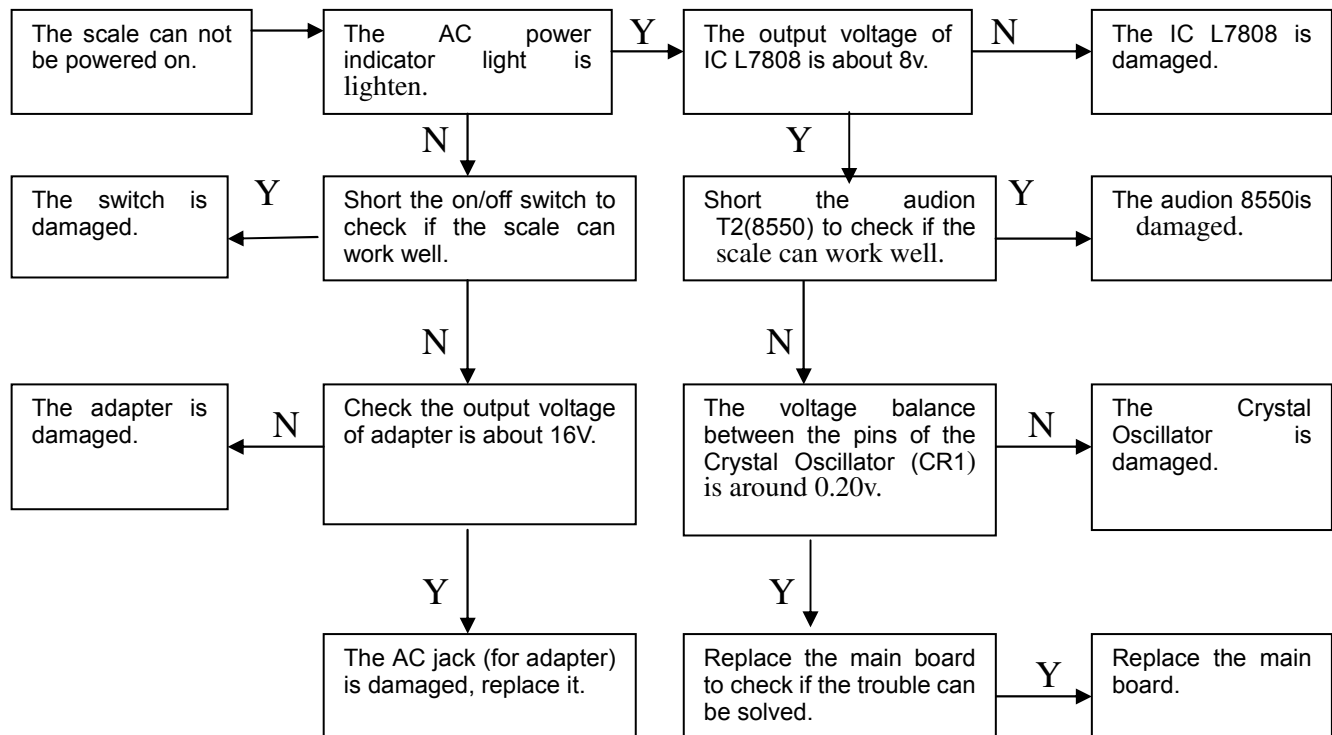 The scale can not
be powered on.
The AC power
indicator light is
lighten.
Y
The output voltage of
IC L7808 is about 8v.
N
The IC L7808 is
damaged.
N
Y
The switch is
damaged.
Y
Short the on/off switch to
check if the scale can
work well.
Short the audion
T2(8550) to check if the
scale can work well.
Y
The audion 8550is
damaged.
N
N
The adapter is
damaged.
N
Check the output voltage
of adapter is about 16V.
The voltage balance
between the pins of the
Crystal Oscillator (CR1)
is around 0.20v.
N
The Crystal
Oscillator is
damaged.
Y
Y
The AC jack (for adapter)
is damaged, replace it.
Replace the main board
to check if the trouble can
be solved.
Y
Replace the main
board.